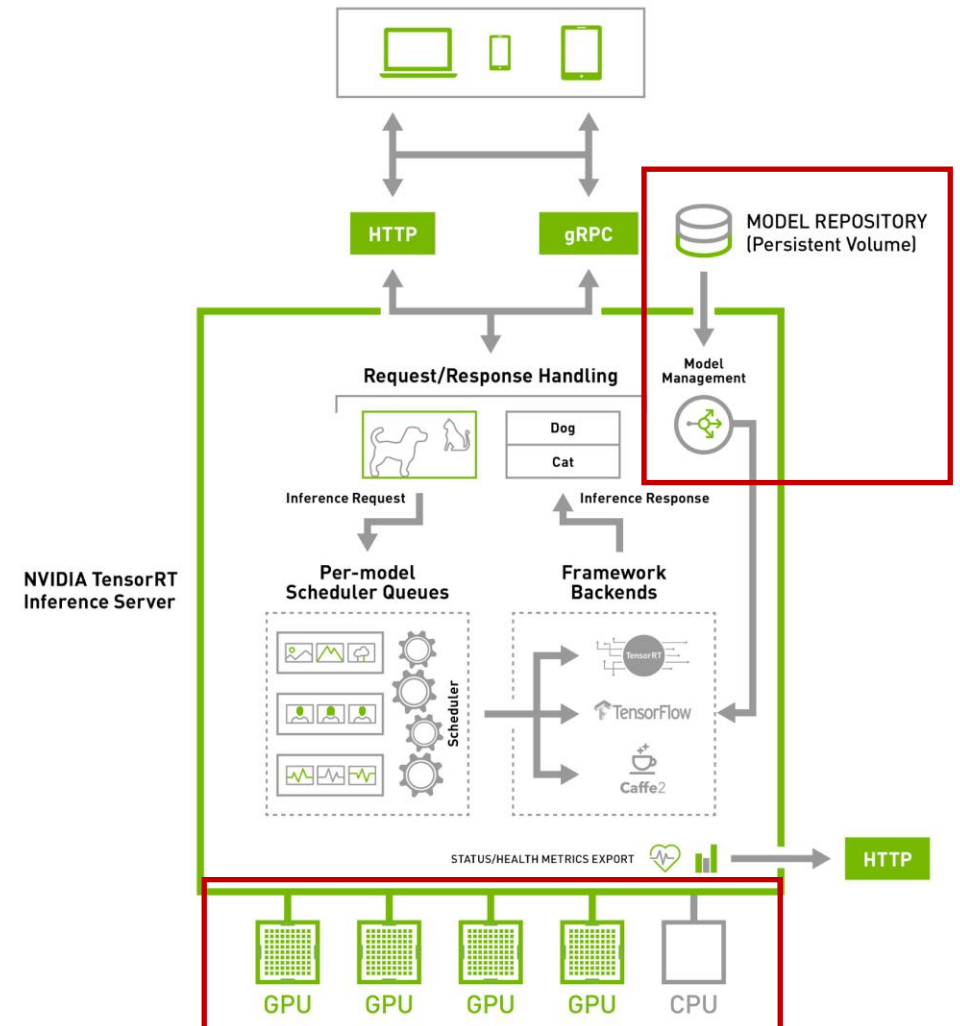 HTTP
gRPC
MODEL REPOSITORY
(Persistent Volume)
Model
Management
Request/Response Handling
Dog
Cat
Inference Request
Inference Response
NVIDIA TensorRT
Inference Server
Per-model
Scheduler Queues
Framework
Backends
Scheduler
TensorRT
TensorFlow
Caffe2
STATUS/HEALTH METRICS EXPORT
HTTP
GPU
GPU
GPU
GPU
CPU